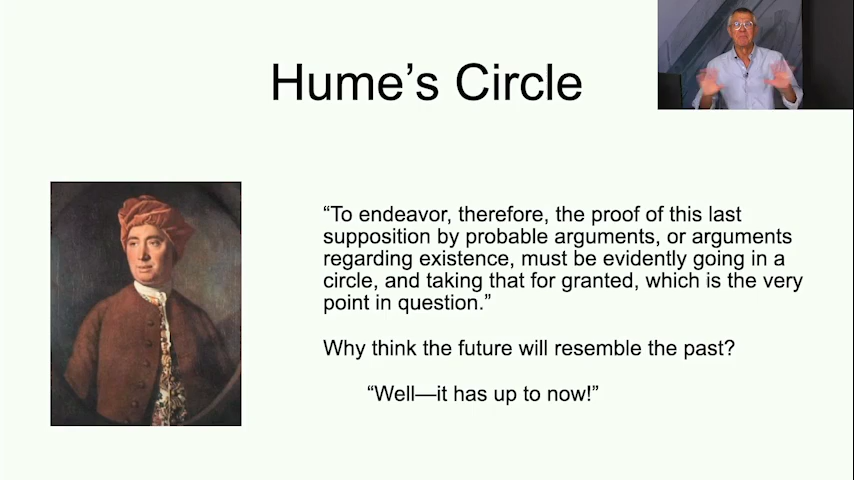 Hume’s Circle
“To endeavor, therefore, the proof of this last
supposition by probable arguments, or arguments
regarding existence, must be evidently going in a
circle, and taking that for granted, which is the very
point in question.”
Why think the future will resemble the past?
“Well—it has up to now!”